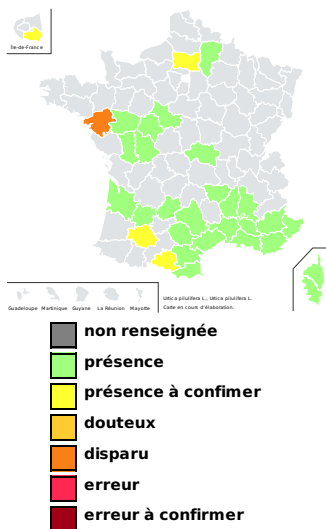 Île-de-France
Guadeloupe Martinique Guyane La Réunion Mayotte
Urtica pilulifera L., Urtica pilulifera L.
Carte en cours d'élaboration.
non renseignée
présence
présence à confimer
douteux
disparu
erreur
erreur à confirmer